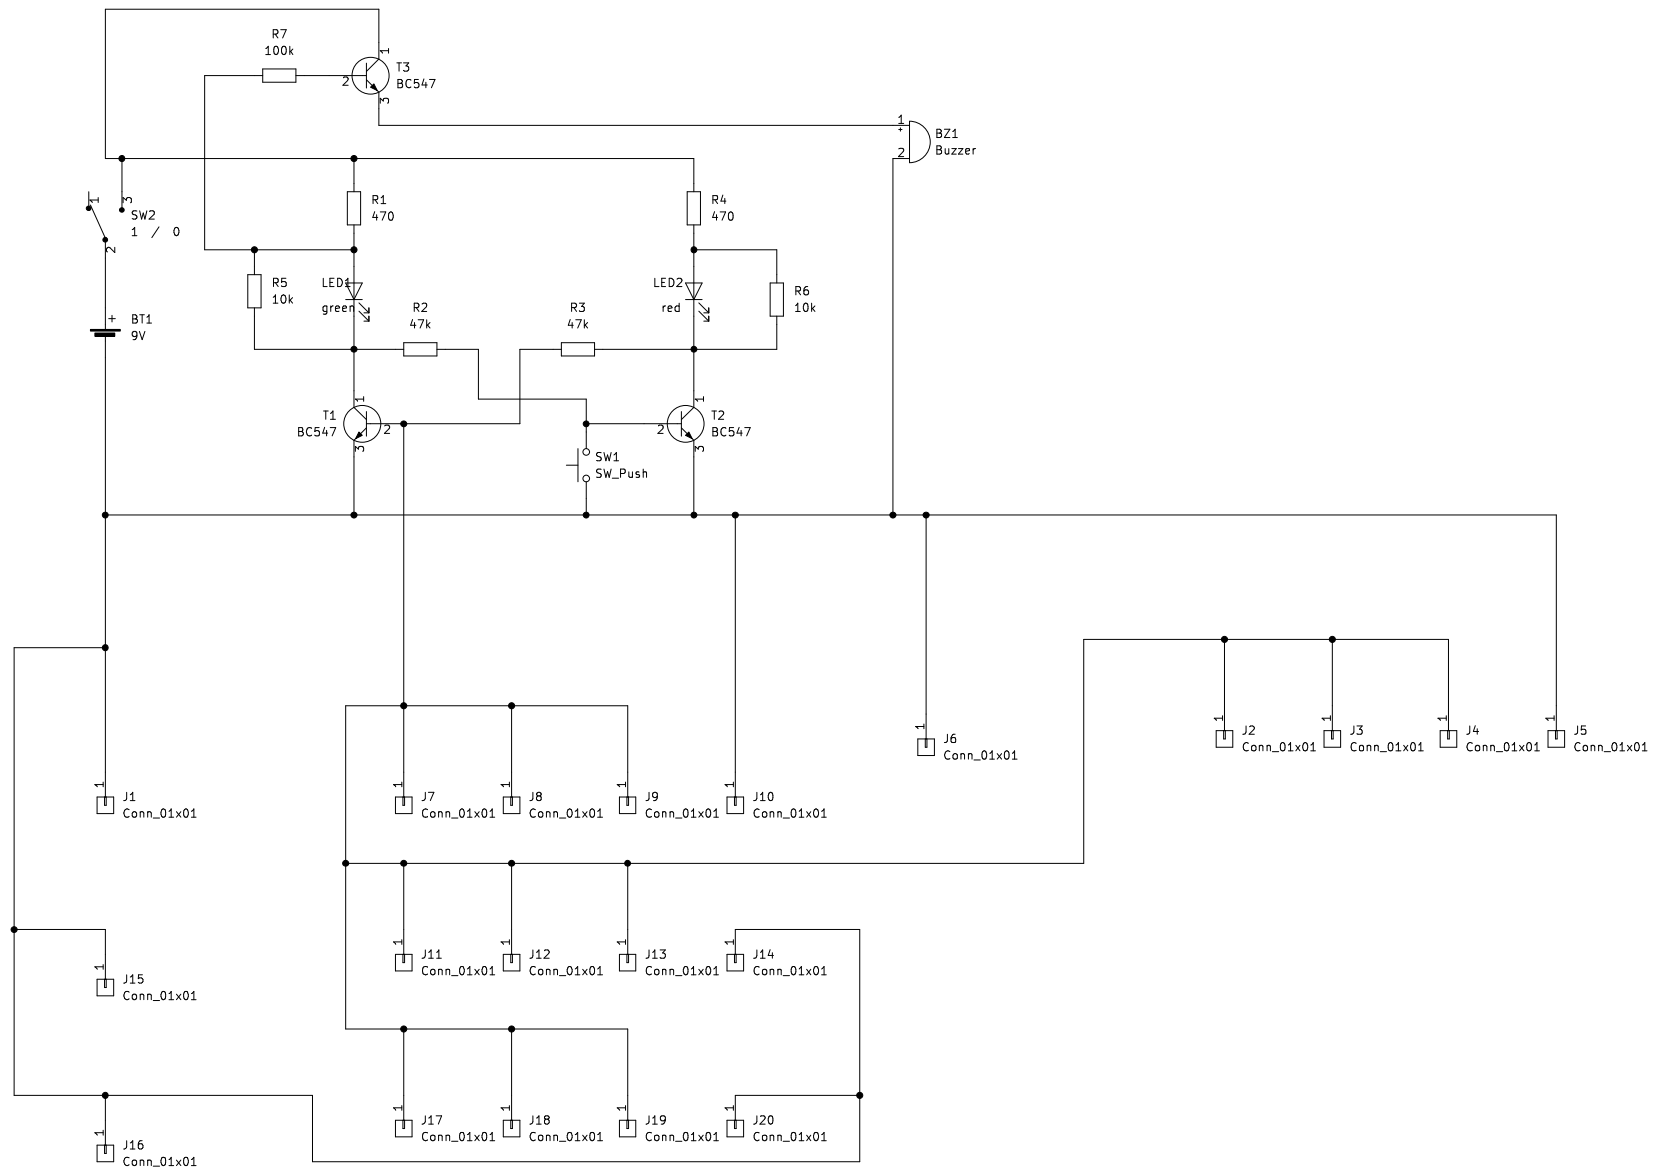 R7
100k
1
T3
BC547
2
3
1
+
2
BZ1
Buzzer
1
3
SW2
1 / 0
2
R1
470
R4
470
R5
10k
LED1
green
R2
47k
R3
47k
LED2
red
R6
10k
+
BT1
9V
1
T1
BC547
2
3
1
T2
BC547
2
3
SW1
SW_Push
1
J6
Conn_01x01
1
J2
Conn_01x01
1
J3
Conn_01x01
1
J4
Conn_01x01
1
J5
Conn_01x01
1
J1
Conn_01x01
1
J7
Conn_01x01
1
J8
Conn_01x01
1
J9
Conn_01x01
1
J10
Conn_01x01
1
J11
Conn_01x01
1
J12
Conn_01x01
1
J13
Conn_01x01
1
J14
Conn_01x01
1
J15
Conn_01x01
1
J17
Conn_01x01
1
J18
Conn_01x01
1
J19
Conn_01x01
1
J20
Conn_01x01
1
J16
Conn_01x01